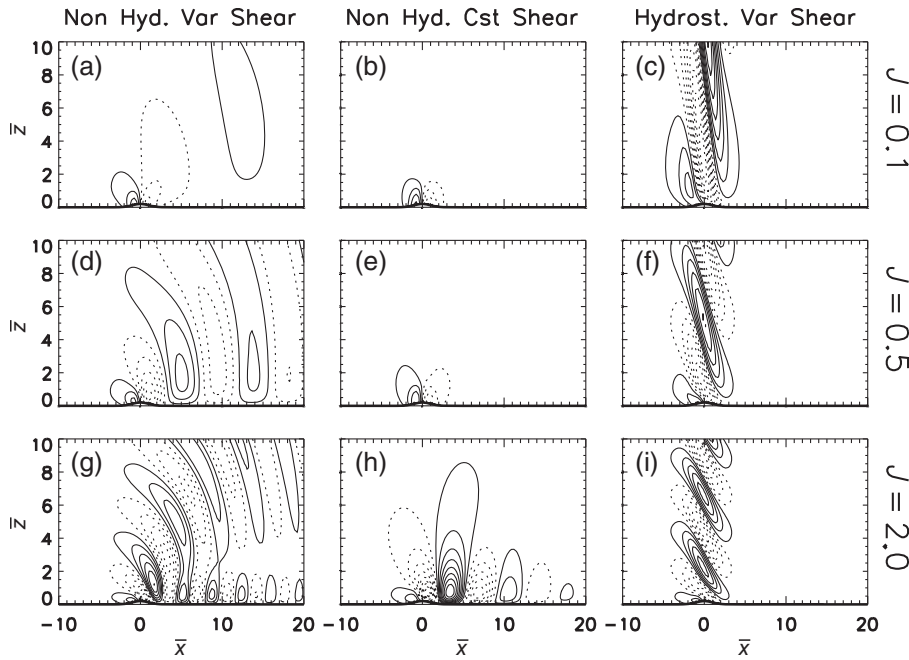 Non Hyd. Var Shear Non Hyd. Cst Shear Hydrost. Var Shear
10 (a) (b) (c)
8
6
z̅
4
2
0
J = 0.1
10 (d) (e) (f)
8
6
z̅
4
2
0
J = 0.5
10 (g) (h) (i)
8
6
z̅
4
2
0
J = 2.0
−10 0 10 20 −10 0 10 20 −10 0 10 20
x̅ x̅ x̅